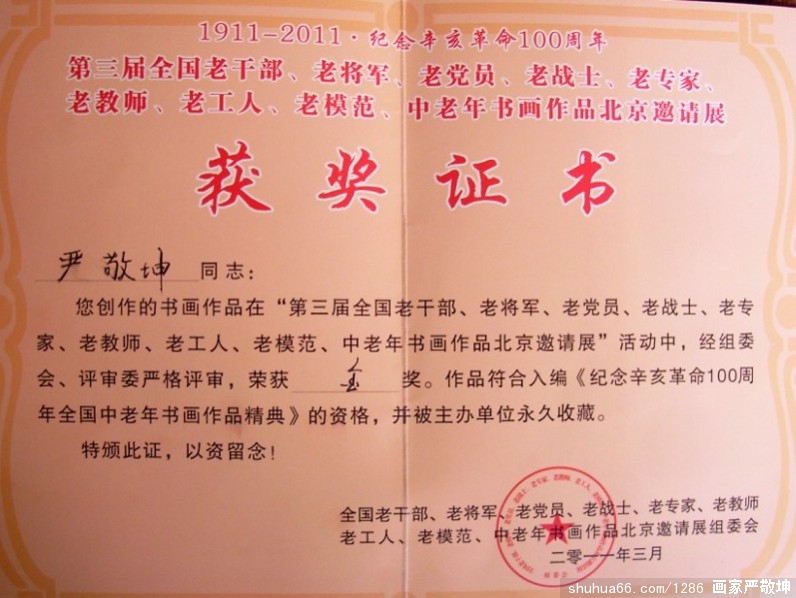 1911-2011·纪念辛亥革命100周年
第三届全国老干部、老将军、老党员、老战士、老专家、
老教师、老工人、老模范、中老年书画作品北京邀请展
获奖证书
严敬坤 同志：
您创作的书画作品在“第三届全国老干部、老将军、老党员、老战士、老专
家、老教师、老工人、老模范、中老年书画作品北京邀请展”活动中，经组委
会、评审委严格评审，荣获 金 奖。作品符合入编《纪念辛亥革命100周
年全国中老年书画作品精典》的资格，并被主办单位永久收藏。
特颁此证，以资留念！
全国老干部、老将军、老党员、老战士、老专家、老教师
老工人、老模范、中老年书画作品北京邀请展组委会
二零一一年三月
shuhua66.com/1286 画家严敬坤